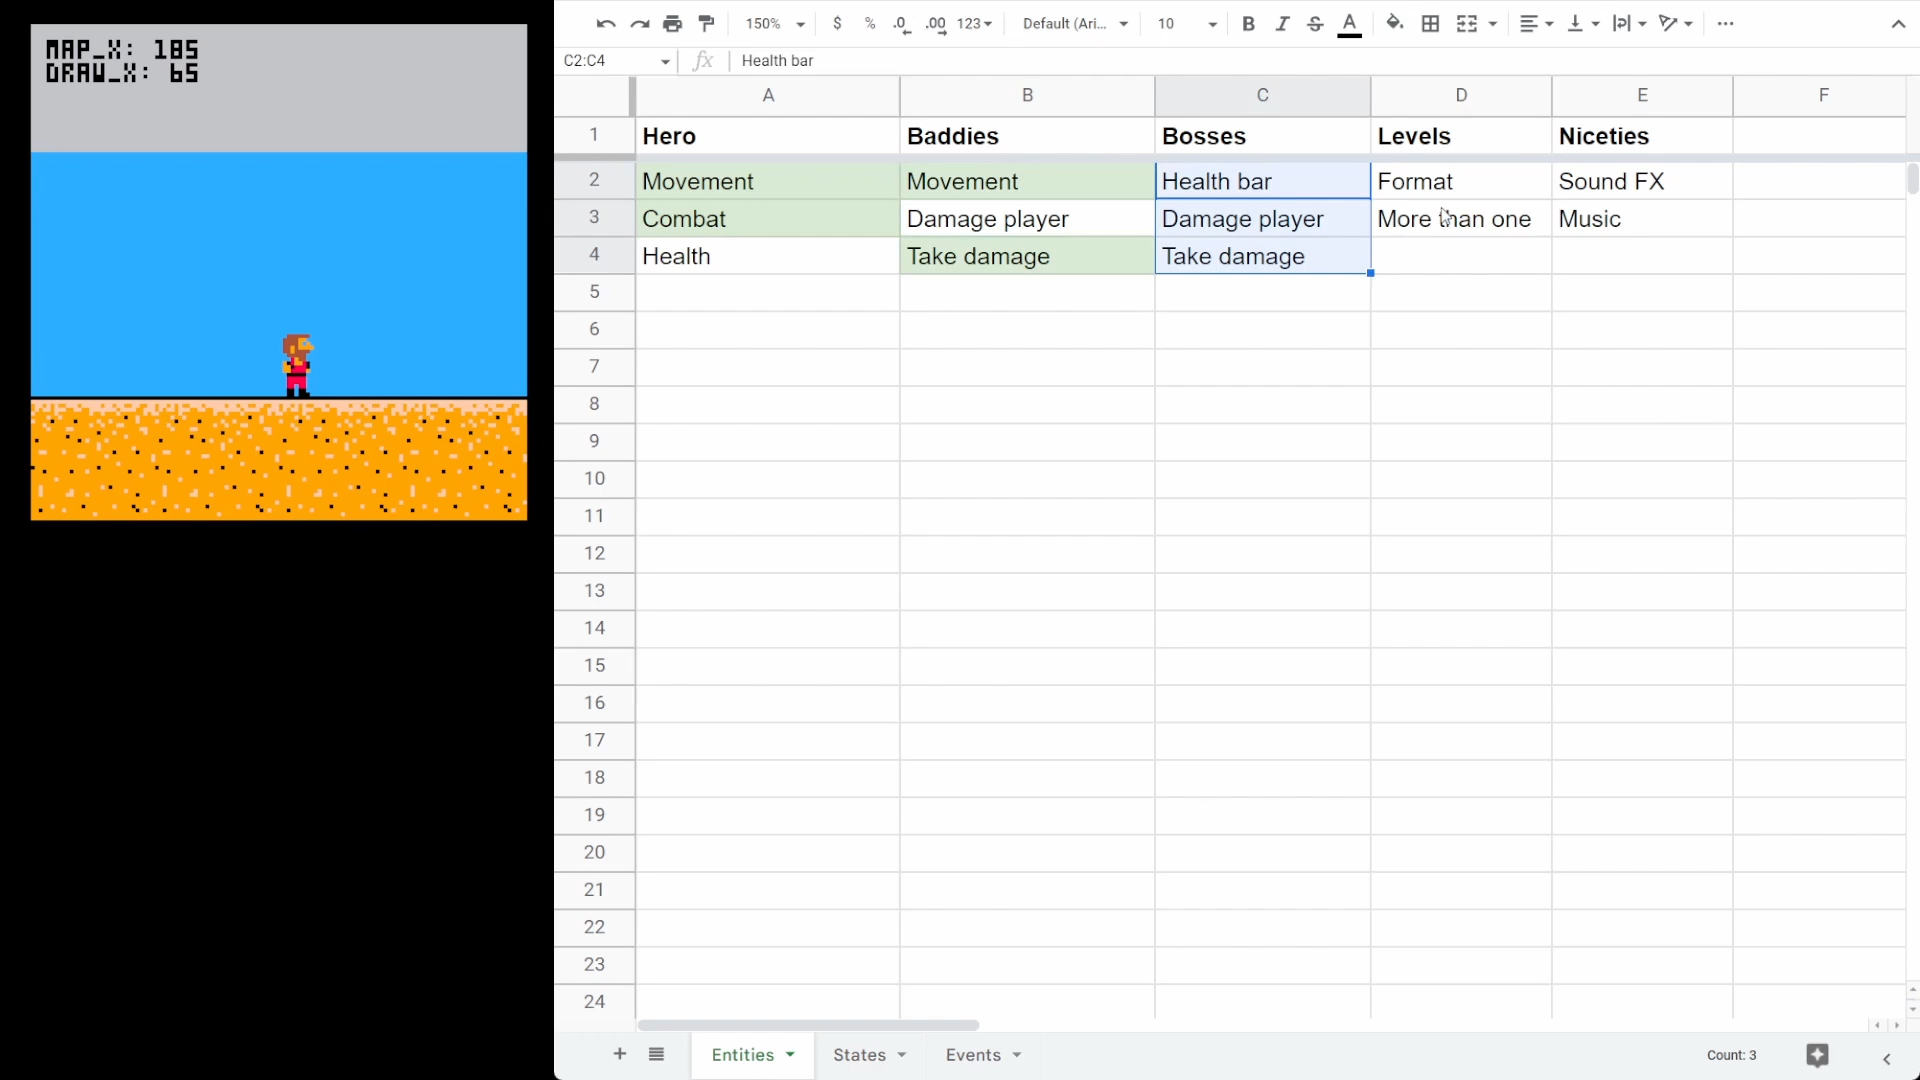 MAP_X: 185
DRAW_X: 65
150% $ % .0 .00 123 Default (Ari... 10 B I S A
C2:C4 fx Health bar
A B C D E F
1 Hero Baddies Bosses Levels Niceties
2 Movement Movement Health bar Format Sound FX
3 Combat Damage player Damage player More than one Music
4 Health Take damage Take damage
5
6
7
8
9
10
11
12
13
14
15
16
17
18
19
20
21
22
23
24
Entities States Events Count: 3